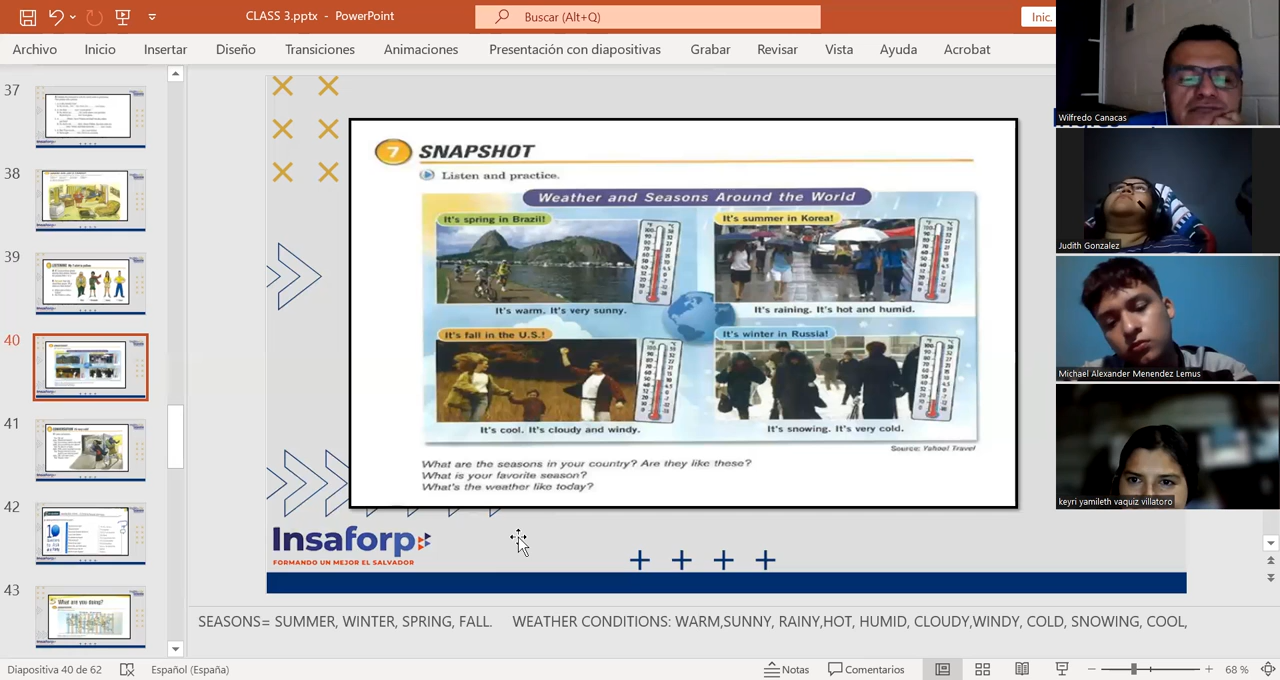 CLASS 3.pptx - PowerPoint
Buscar (Alt+Q)
Inic.
Archivo Inicio Insertar Diseño Transiciones Animaciones Presentación con diapositivas Grabar Revisar Vista Ayuda Acrobat
37
38
39
40
41
42
43
7 SNAPSHOT
Listen and practice.
Weather and Seasons Around the World
It's spring in Brazil!
It's summer in Korea!
It's warm. It's very sunny.
It's raining. It's hot and humid.
It's fall in the U.S.!
It's winter in Russia!
It's cool. It's cloudy and windy.
It's snowing. It's very cold.
Source: Yahoo! Travel
What are the seasons in your country? Are they like these?
What is your favorite season?
What's the weather like today?
Insaforp
FORMANDO UN MEJOR EL SALVADOR
SEASONS= SUMMER, WINTER, SPRING, FALL. WEATHER CONDITIONS: WARM,SUNNY, RAINY,HOT, HUMID, CLOUDY,WINDY, COLD, SNOWING, COOL,
Diapositiva 40 de 62
Español (España)
Notas
Comentarios
68 %
Wilfredo Canacas
Judith Gonzalez
Michael Alexander Menendez Lemus
keyri yamileth vaquiz villatoro